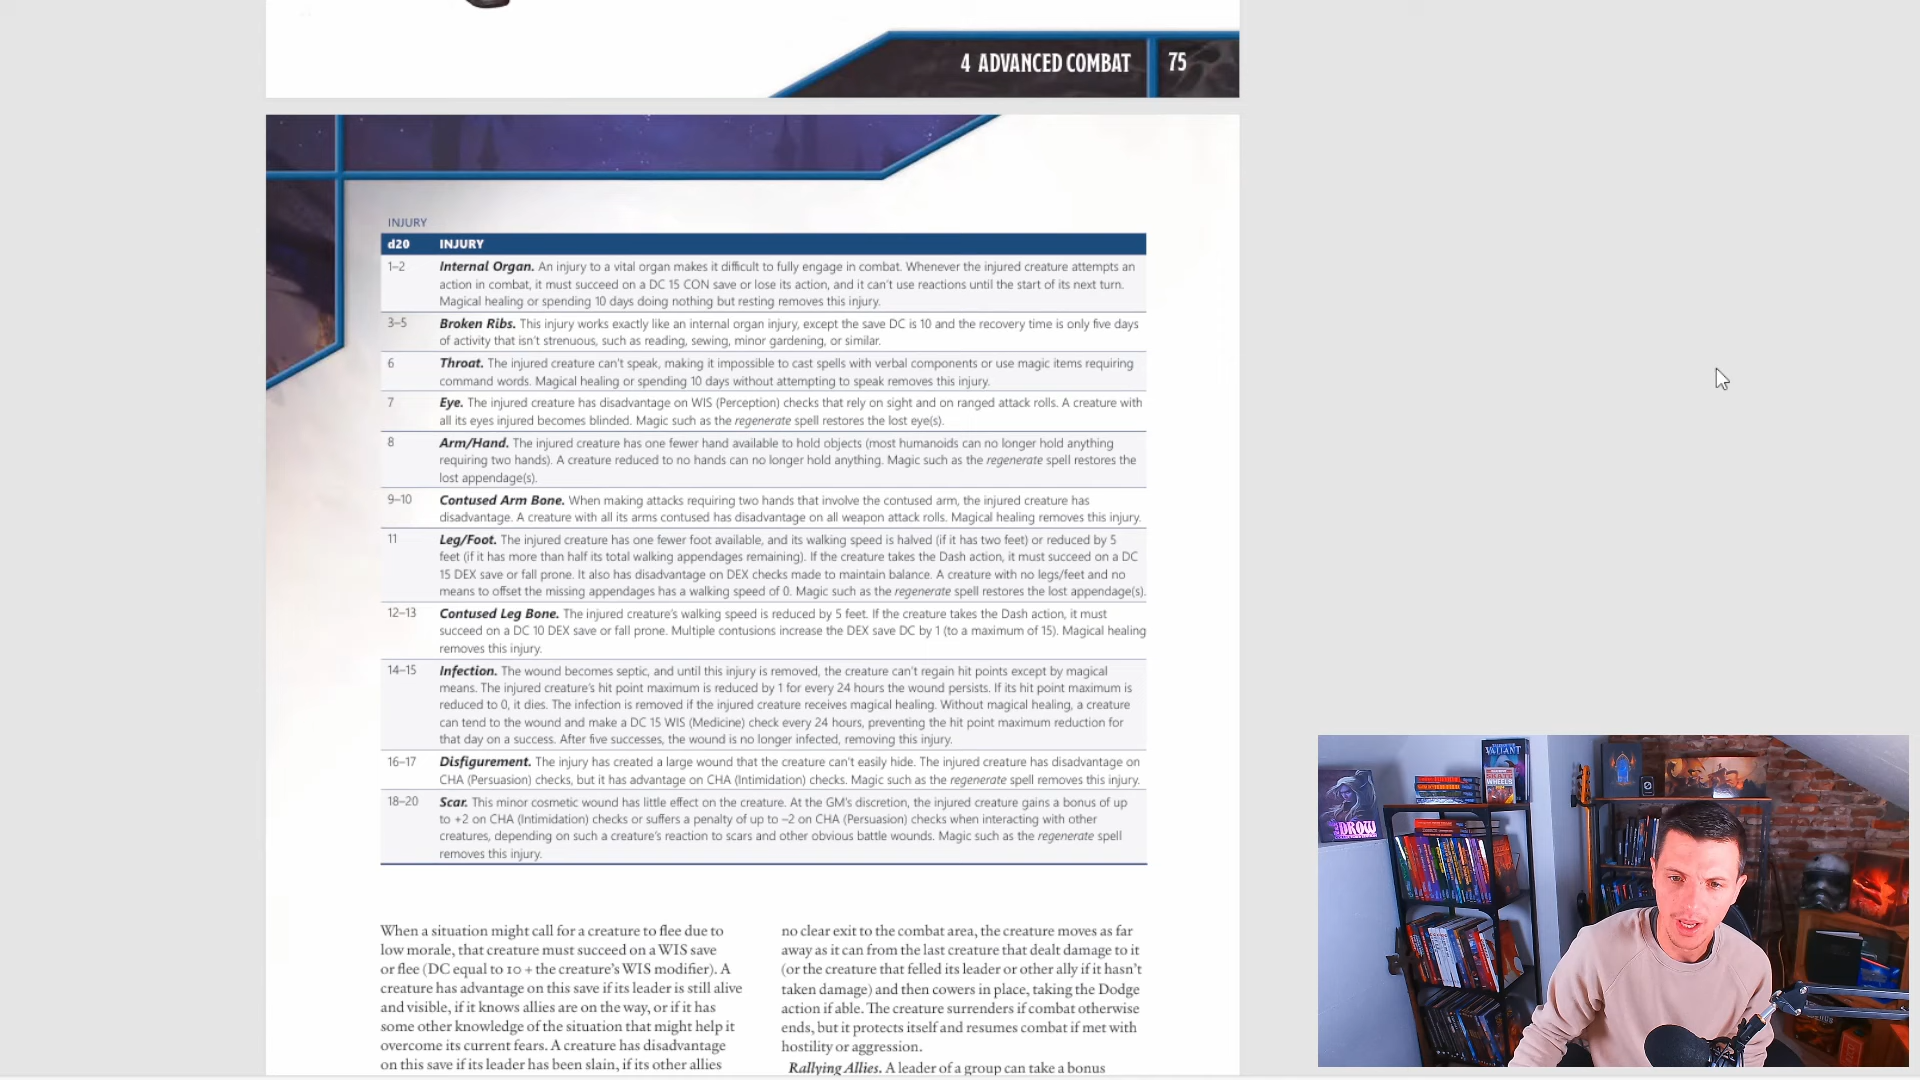 4 ADVANCED COMBAT 75
INJURY
d20 INJURY
1–2 Internal Organ. An injury to a vital organ makes it difficult to fully engage in combat. Whenever the injured creature attempts an
action in combat, it must succeed on a DC 15 CON save or lose its action, and it can't use reactions until the start of its next turn.
Magical healing or spending 10 days doing nothing but resting removes this injury.
3–5 Broken Ribs. This injury works exactly like an internal organ injury, except the save DC is 10 and the recovery time is only five days
of activity that isn't strenuous, such as reading, sewing, minor gardening, or similar.
6 Throat. The injured creature can't speak, making it impossible to cast spells with verbal components or use magic items requiring
command words. Magical healing or spending 10 days without attempting to speak removes this injury.
7 Eye. The injured creature has disadvantage on WIS (Perception) checks that rely on sight and on ranged attack rolls. A creature with
all its eyes injured becomes blinded. Magic such as the regenerate spell restores the lost eye(s).
8 Arm/Hand. The injured creature has one fewer hand available to hold objects (most humanoids can no longer hold anything
requiring two hands). A creature reduced to no hands can no longer hold anything. Magic such as the regenerate spell restores the
lost appendage(s).
9–10 Contused Arm Bone. When making attacks requiring two hands that involve the contused arm, the injured creature has
disadvantage. A creature with all its arms contused has disadvantage on all weapon attack rolls. Magical healing removes this injury.
11 Leg/Foot. The injured creature has one fewer foot available, and its walking speed is halved (if it has two feet) or reduced by 5
feet (if it has more than half its total walking appendages remaining). If the creature takes the Dash action, it must succeed on a DC
15 DEX save or fall prone. It also has disadvantage on DEX checks made to maintain balance. A creature with no legs/feet and no
means to offset the missing appendages has a walking speed of 0. Magic such as the regenerate spell restores the lost appendage(s).
12–13 Contused Leg Bone. The injured creature's walking speed is reduced by 5 feet. If the creature takes the Dash action, it must
succeed on a DC 10 DEX save or fall prone. Multiple contusions increase the DEX save DC by 1 (to a maximum of 15). Magical healing
removes this injury.
14–15 Infection. The wound becomes septic, and until this injury is removed, the creature can't regain hit points except by magical
means. The injured creature's hit point maximum is reduced by 1 for every 24 hours the wound persists. If its hit point maximum is
reduced to 0, it dies. The infection is removed if the injured creature receives magical healing. Without magical healing, a creature
can tend to the wound and make a DC 15 WIS (Medicine) check every 24 hours, preventing the hit point maximum reduction for
that day on a success. After five successes, the wound is no longer infected, removing this injury.
16–17 Disfigurement. The injury has created a large wound that the creature can't easily hide. The injured creature has disadvantage on
CHA (Persuasion) checks, but it has advantage on CHA (Intimidation) checks. Magic such as the regenerate spell removes this injury.
18–20 Scar. This minor cosmetic wound has little effect on the creature. At the GM's discretion, the injured creature gains a bonus of up
to +2 on CHA (Intimidation) checks or suffers a penalty of up to –2 on CHA (Persuasion) checks when interacting with other
creatures, depending on such a creature's reaction to scars and other obvious battle wounds. Magic such as the regenerate spell
removes this injury.
When a situation might call for a creature to flee due to
low morale, that creature must succeed on a WIS save
or flee (DC equal to 10 + the creature's WIS modifier). A
creature has advantage on this save if its leader is still alive
and visible, if it knows allies are on the way, or if it has
some other knowledge of the situation that might help it
overcome its current fears. A creature has disadvantage
on this save if its leader has been slain, if its other allies
no clear exit to the combat area, the creature moves as far
away as it can from the last creature that dealt damage to it
(or the creature that felled its leader or other ally if it hasn't
taken damage) and then cowers in place, taking the Dodge
action if able. The creature surrenders if combat otherwise
ends, but it protects itself and resumes combat if met with
hostility or aggression.
Rallying Allies. A leader of a group can take a bonus
VALIANT
SKATE
WHEELS
DROW